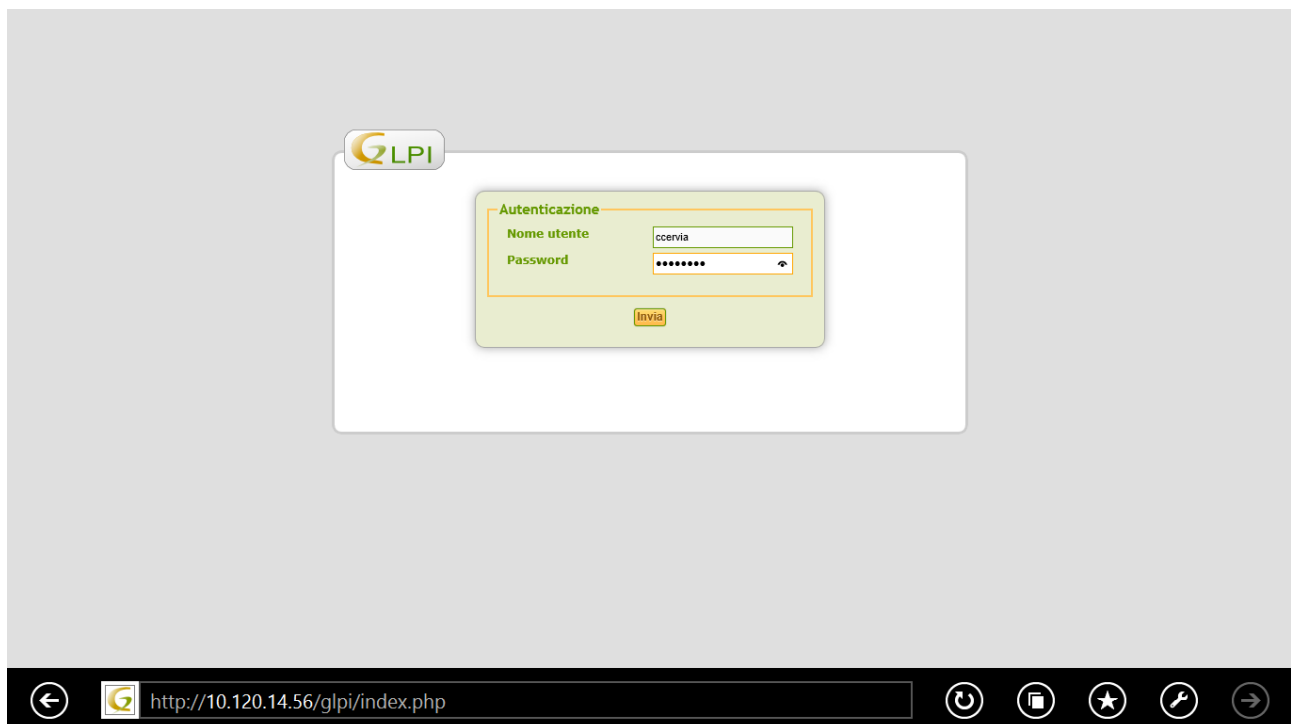 GLPI
Autenticazione
Nome utente ccervia
Password ••••••••
Invia
http://10.120.14.56/glpi/index.php